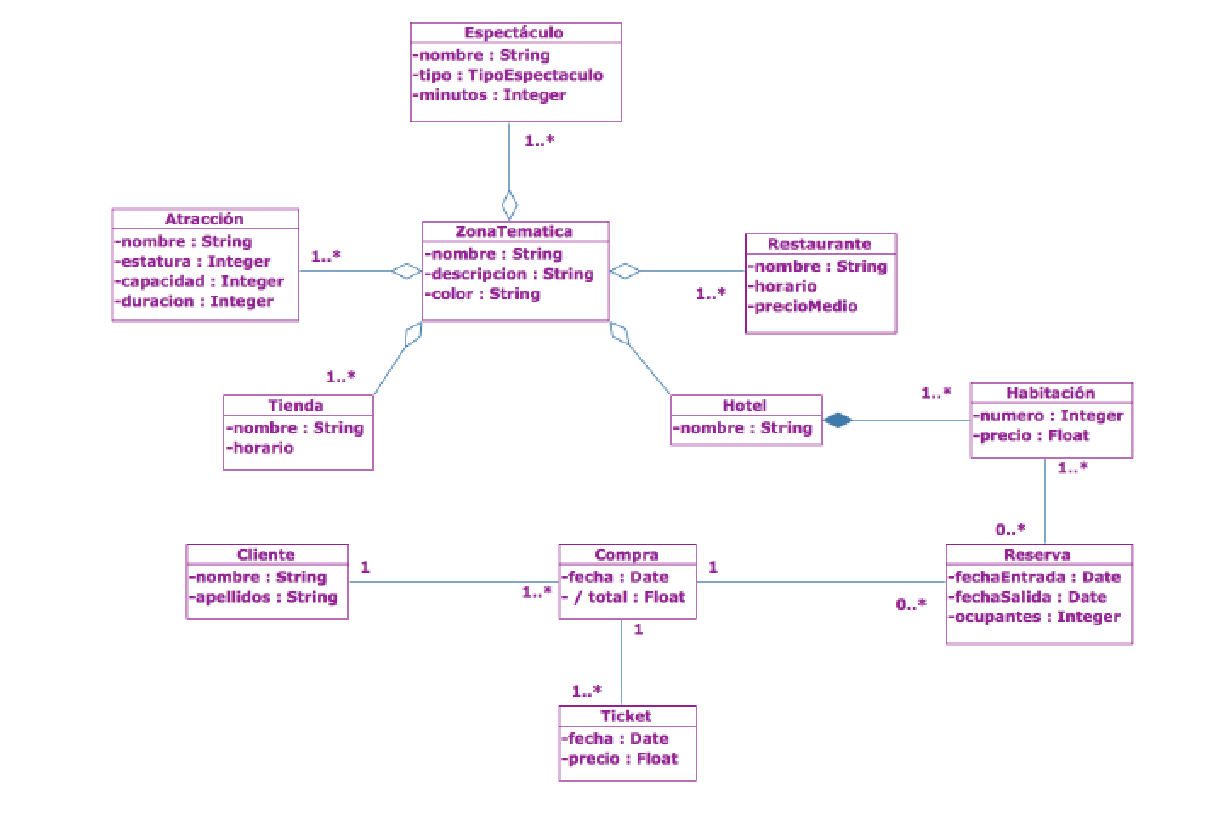 Espectáculo
-nombre : String
-tipo : TipoEspectaculo
-minutos : Integer
1..*
Atracción
-nombre : String
-estatura : Integer
-capacidad : Integer
-duracion : Integer
1..*
ZonaTematica
-nombre : String
-descripcion : String
-color : String
Restaurante
-nombre : String
-horario
-precioMedio
1..*
1..*
Tienda
-nombre : String
-horario
Hotel
-nombre : String
1..*
Habitación
-numero : Integer
-precio : Float
1..*
0..*
Cliente
-nombre : String
-apellidos : String
1
1..*
Compra
-fecha : Date
- / total : Float
1
0..*
Reserva
-fechaEntrada : Date
-fechaSalida : Date
-ocupantes : Integer
1
1..*
Ticket
-fecha : Date
-precio : Float